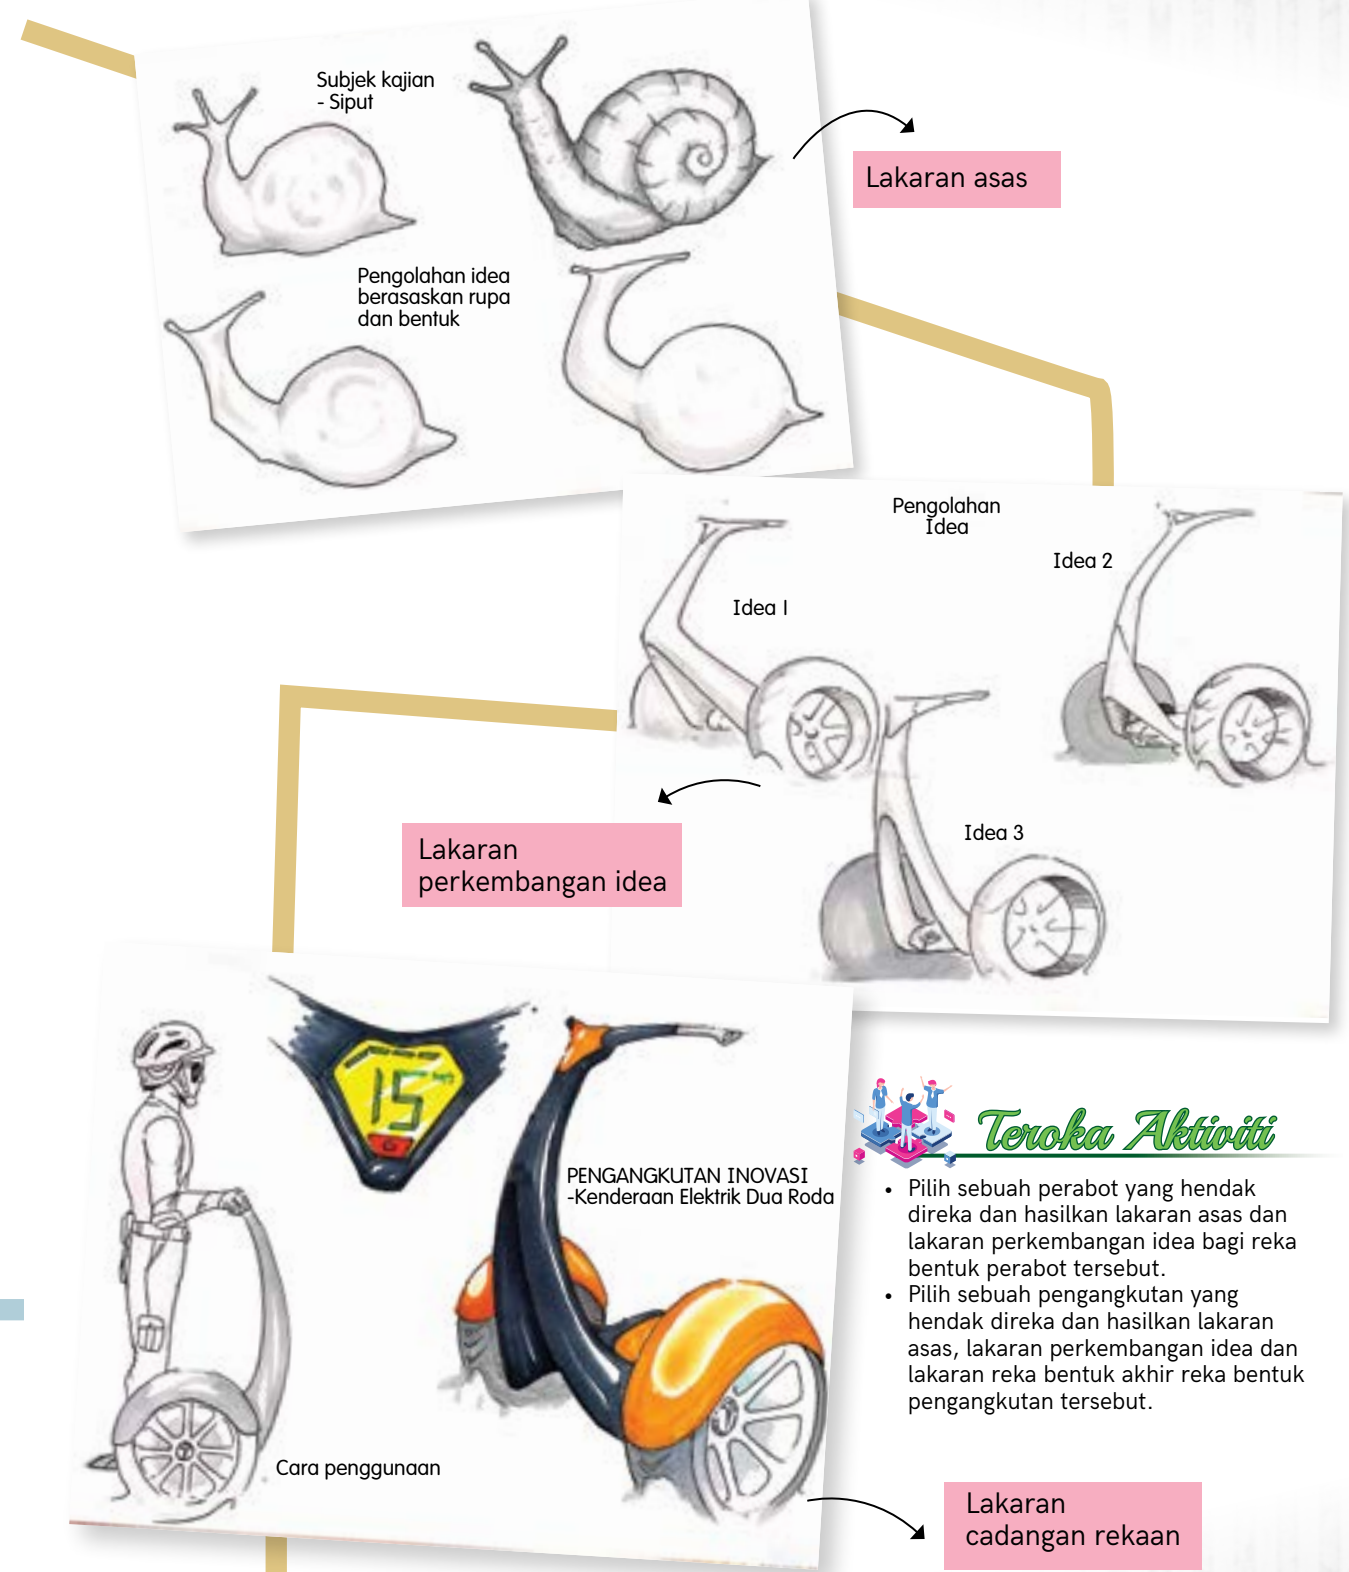 Subjek kajian
- Siput
Lakaran asas
Pengolahan idea
berasaskan rupa
dan bentuk
Pengolahan
Idea
Idea 1
Idea 2
Idea 3
Lakaran
perkembangan idea
15
PENGANGKUTAN INOVASI
-Kenderaan Elektrik Dua Roda
Cara penggunaan
Teroka Aktiviti
• Pilih sebuah perabot yang hendak
direka dan hasilkan lakaran asas dan
lakaran perkembangan idea bagi reka
bentuk perabot tersebut.
• Pilih sebuah pengangkutan yang
hendak direka dan hasilkan lakaran
asas, lakaran perkembangan idea dan
lakaran reka bentuk akhir reka bentuk
pengangkutan tersebut.
Lakaran
cadangan rekaan